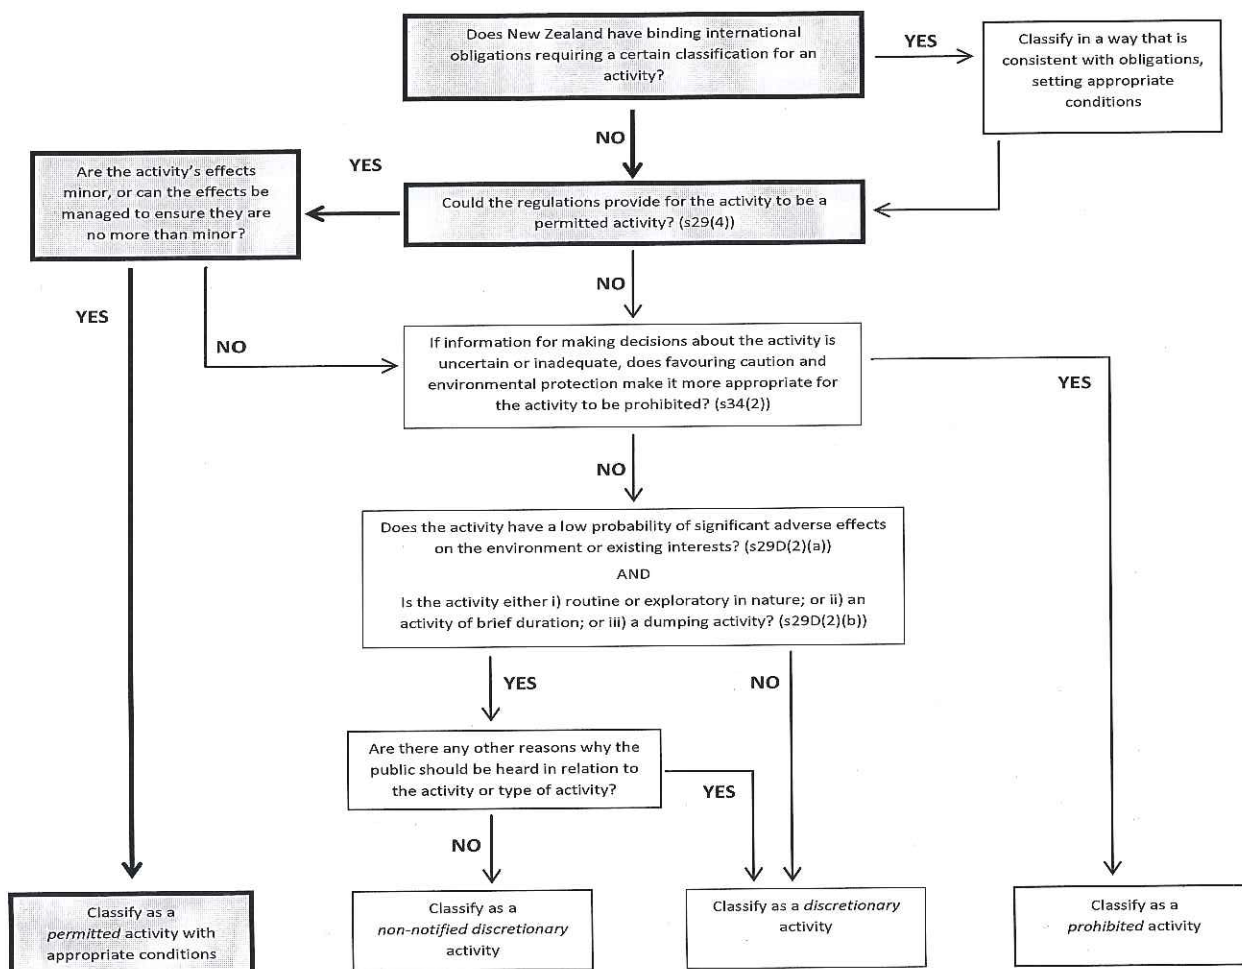 Does New Zealand have binding international
obligations requiring a certain classification for an
activity?
YES
Classify in a way that is
consistent with obligations,
setting appropriate
conditions
NO
YES
Are the activity's effects
minor, or can the effects be
managed to ensure they are
no more than minor?
Could the regulations provide for the activity to be a
permitted activity? (s29(4))
NO
YES
NO
If information for making decisions about the activity is
uncertain or inadequate, does favouring caution and
environmental protection make it more appropriate for
the activity to be prohibited? (s34(2))
YES
NO
Does the activity have a low probability of significant adverse effects
on the environment or existing interests? (s29D(2)(a))
AND
Is the activity either i) routine or exploratory in nature; or ii) an
activity of brief duration; or iii) a dumping activity? (s29D(2)(b))
YES
NO
Are there any other reasons why the
public should be heard in relation to
the activity or type of activity?
YES
NO
Classify as a
permitted activity with
appropriate conditions
Classify as a
non-notified discretionary
activity
Classify as a discretionary
activity
Classify as a
prohibited activity